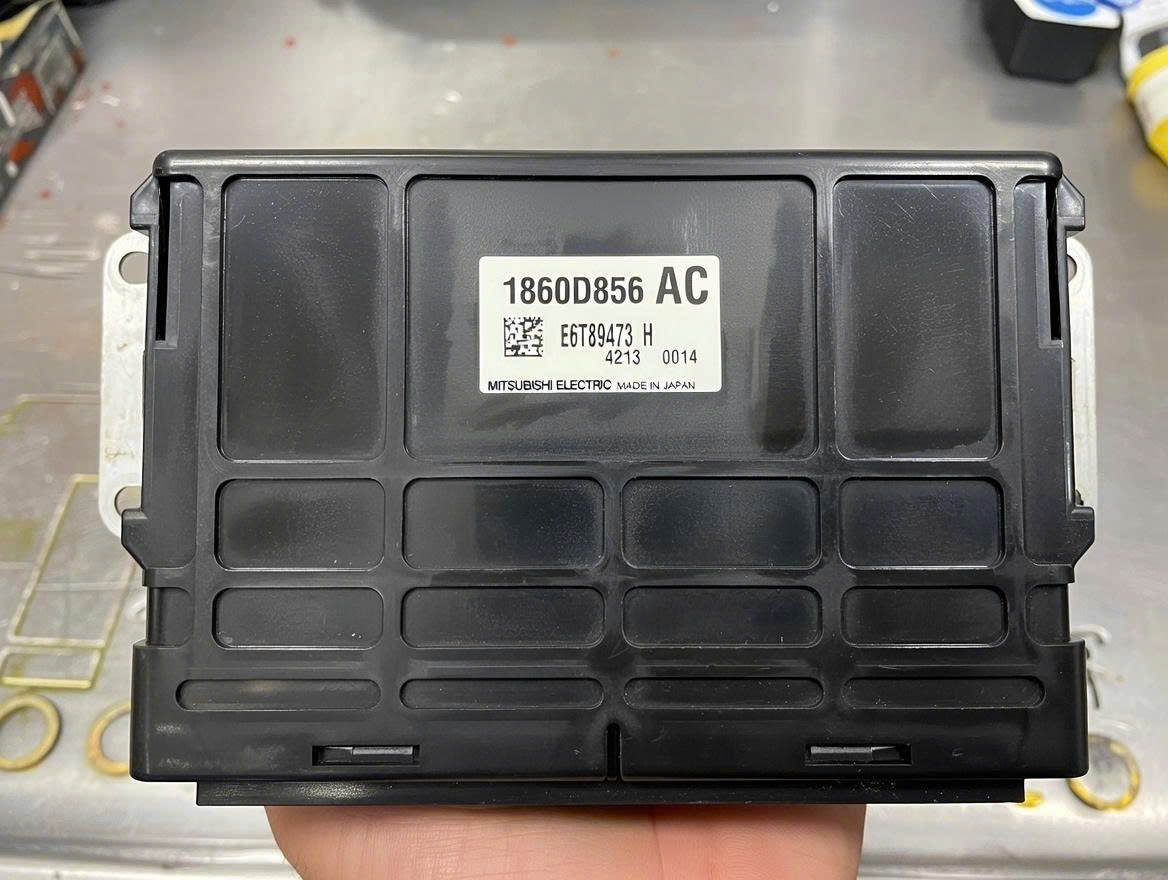 1860D856 AC
E6T89473 H
4213 0014
MITSUBISHI ELECTRIC MADE IN JAPAN